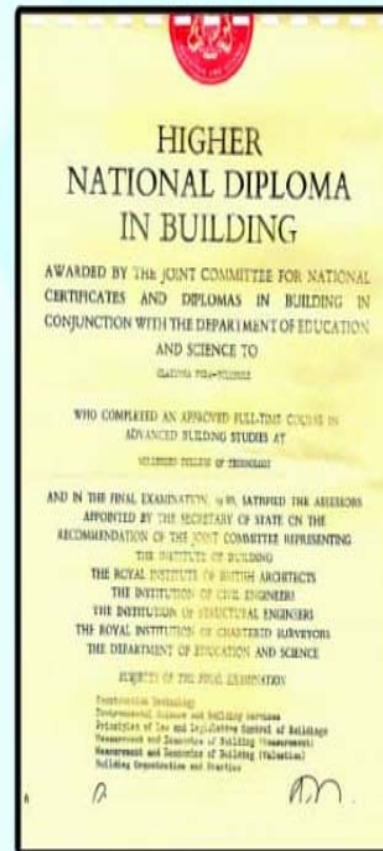 HIGHER
NATIONAL DIPLOMA
IN BUILDING
AWARDED BY THE JOINT COMMITTEE FOR NATIONAL
CERTIFICATES AND DIPLOMAS IN BUILDING IN
CONJUNCTION WITH THE DEPARTMENT OF EDUCATION
AND SCIENCE TO
WHO COMPLETED AN APPROVED FULL-TIME COURSE IN
ADVANCED BUILDING STUDIES AT
COLLEGE OF TECHNOLOGY
AND IN THE FINAL EXAMINATION, SATISFIED THE ASSESSORS
APPOINTED BY THE SECRETARY OF STATE ON THE
RECOMMENDATION OF THE JOINT COMMITTEE REPRESENTING
THE INSTITUTE OF BUILDING
THE ROYAL INSTITUTE OF BRITISH ARCHITECTS
THE INSTITUTION OF CIVIL ENGINEERS
THE INSTITUTION OF STRUCTURAL ENGINEERS
THE ROYAL INSTITUTION OF CHARTERED SURVEYORS
THE DEPARTMENT OF EDUCATION AND SCIENCE
SUBJECTS OF THE FINAL EXAMINATION
Construction Technology
Environmental Science and Building Services
Principles of Law and Legislative Control of Buildings
Measurement and Economics of Building (Measurement)
Measurement and Economics of Building (Valuation)
Building Organisation and Practice